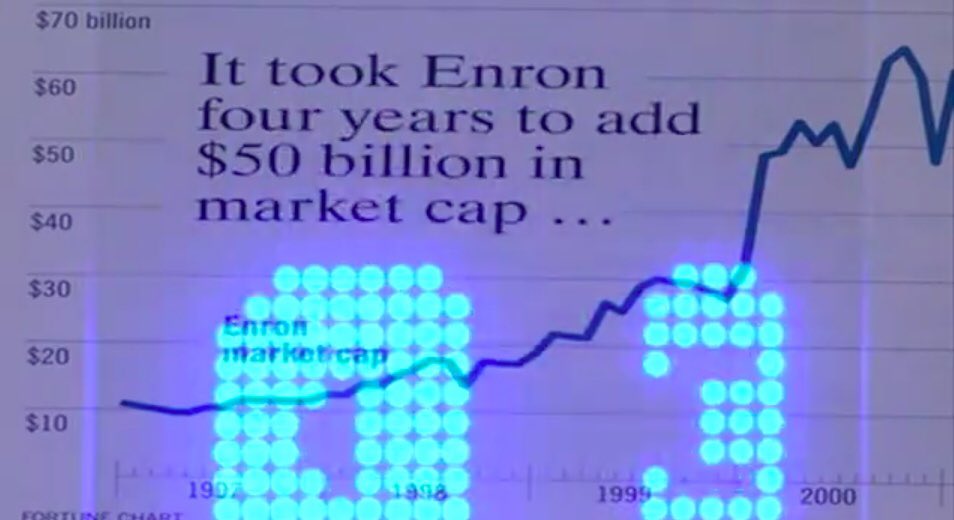 $70 billion
It took Enron
$60
four years to add
$50
$50 billion in
market cap ...
$40
$30
Enron
market cap
$20
$10
1997 1998 1999 2000
FORTUNE CHART